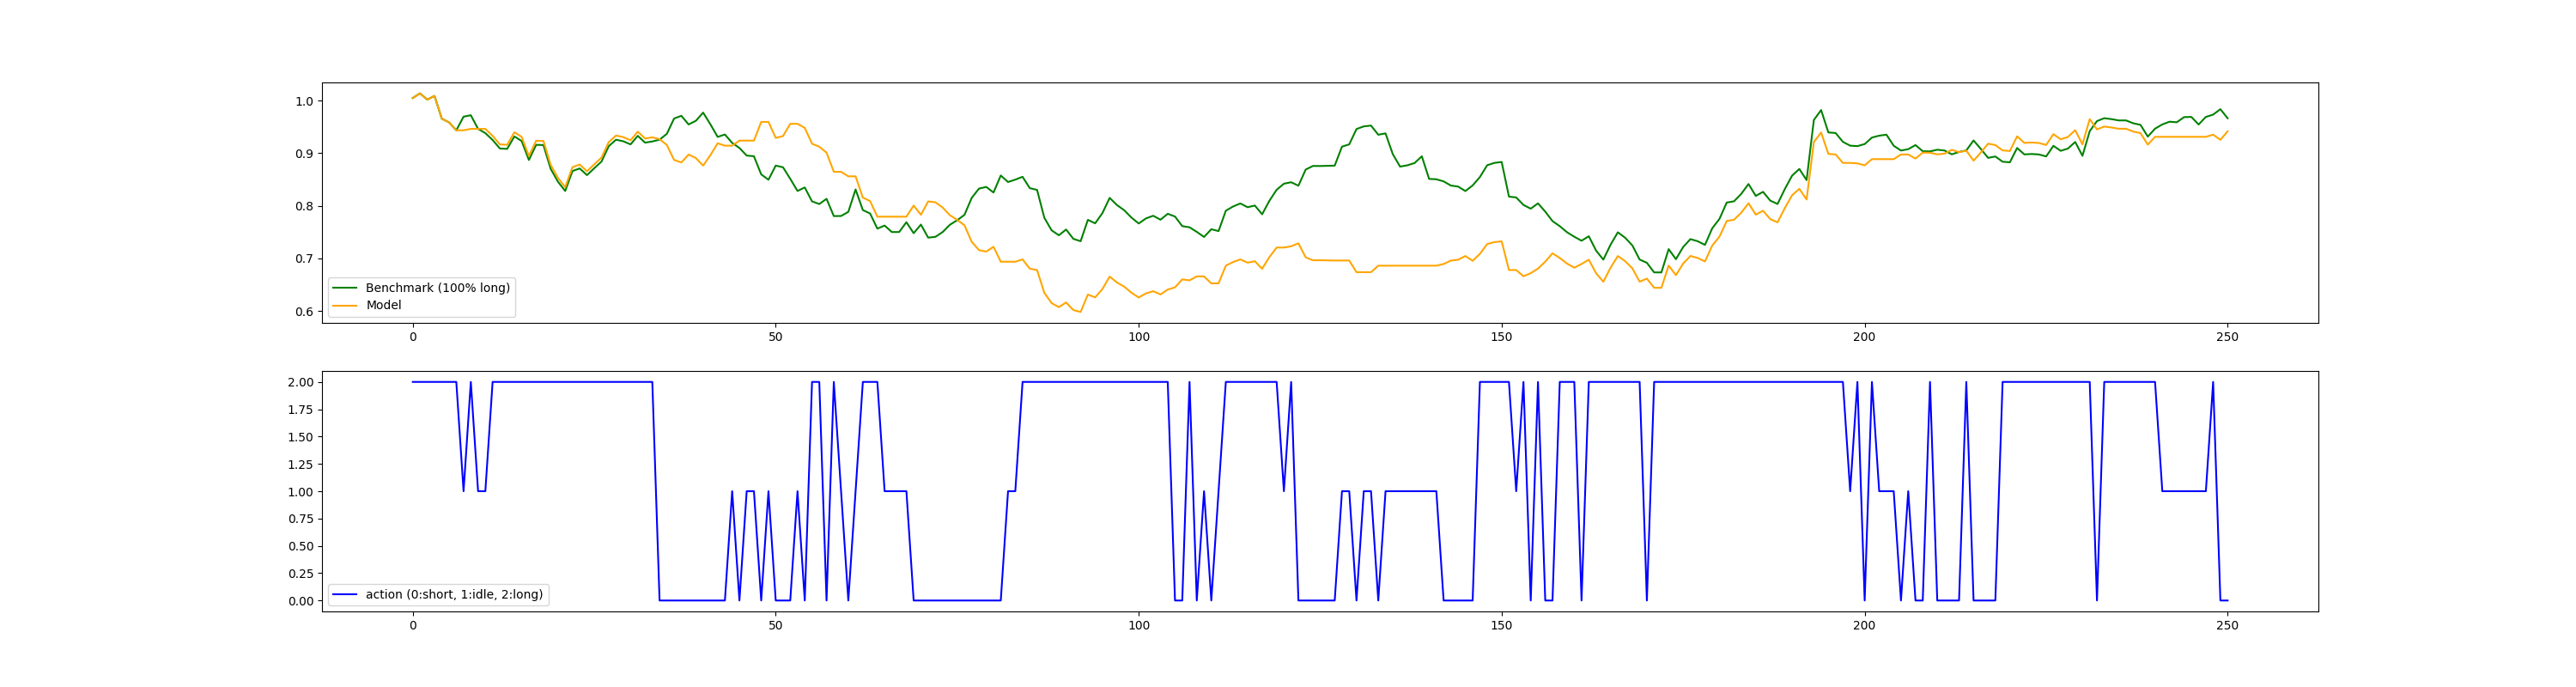 1.0
0.9
0.8
0.7
0.6
Benchmark (100% long)
Model
0 50 100 150 200 250
2.00
1.75
1.50
1.25
1.00
0.75
0.50
0.25
0.00
action (0:short, 1:idle, 2:long)
0 50 100 150 200 250